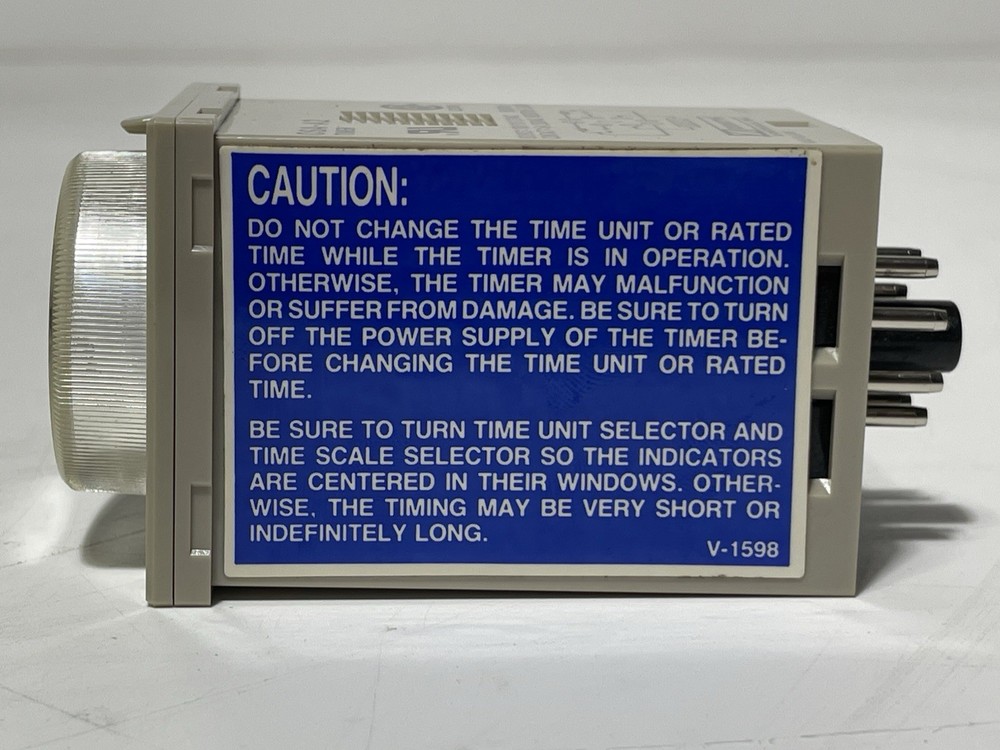 CAUTION:
DO NOT CHANGE THE TIME UNIT OR RATED
TIME WHILE THE TIMER IS IN OPERATION.
OTHERWISE, THE TIMER MAY MALFUNCTION
OR SUFFER FROM DAMAGE. BE SURE TO TURN
OFF THE POWER SUPPLY OF THE TIMER BE-
FORE CHANGING THE TIME UNIT OR RATED
TIME.
BE SURE TO TURN TIME UNIT SELECTOR AND
TIME SCALE SELECTOR SO THE INDICATORS
ARE CENTERED IN THEIR WINDOWS. OTHER-
WISE, THE TIMING MAY BE VERY SHORT OR
INDEFINITELY LONG.
V-1598